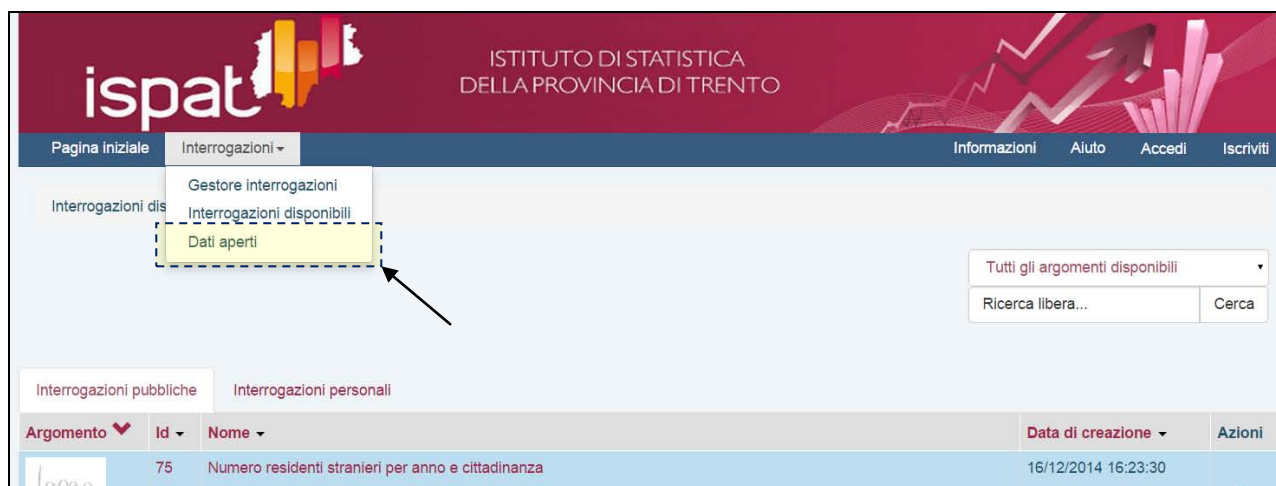 ispat
ISTITUTO DI STATISTICA
DELLA PROVINCIA DI TRENTO
Pagina iniziale Interrogazioni Informazioni Aiuto Accedi Iscriviti
Gestore interrogazioni
Interrogazioni
Interrogazioni disponibili
Dati aperti
Tutti gli argomenti disponibili
Ricerca libera... Cerca
Interrogazioni pubbliche Interrogazioni personali
Argomento Id Nome Data di creazione Azioni
75 Numero residenti stranieri per anno e cittadinanza 16/12/2014 16:23:30